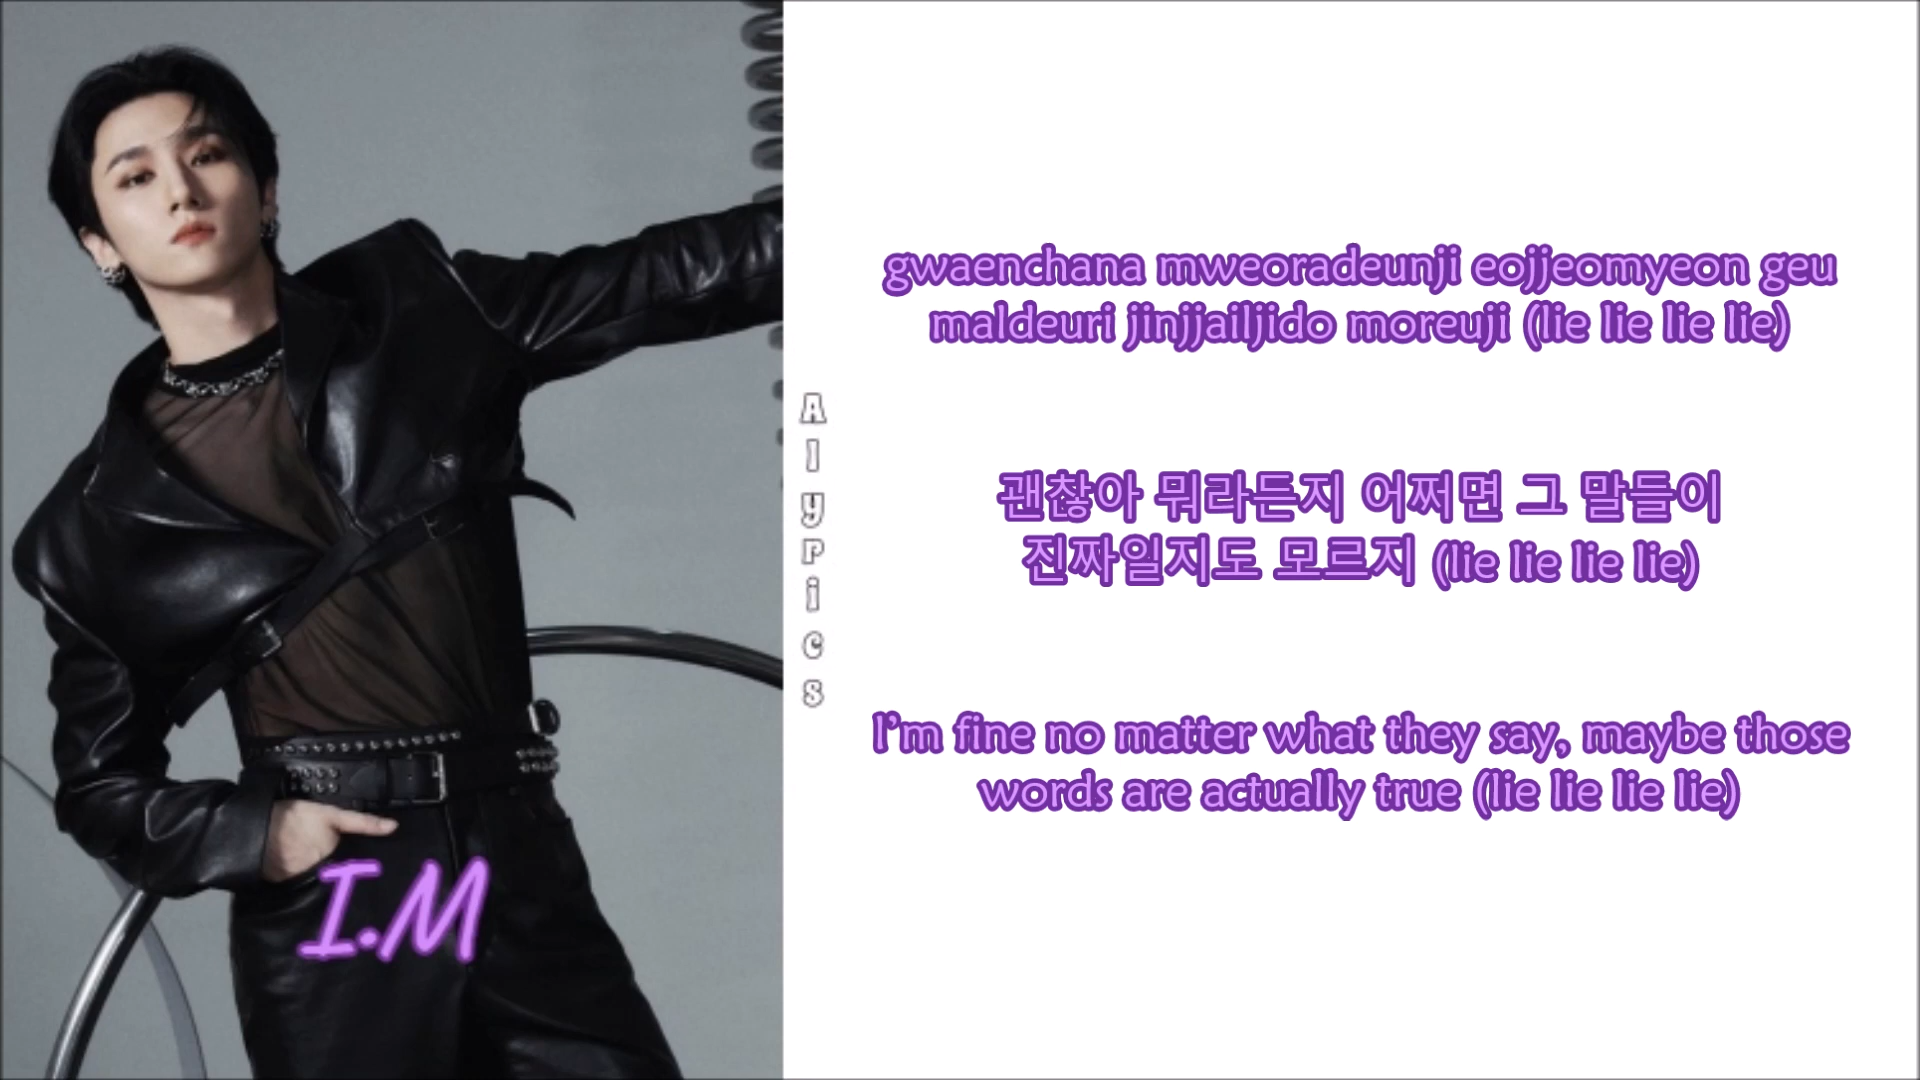 gwaenchana mweoradeunji eojjeomyeon geu
maldeuri jinjjailjido moreuji (lie lie lie lie)
괜찮아 뭐라든지 어쩌면 그 말들이
진짜일지도 모르지 (lie lie lie lie)
I'm fine no matter what they say, maybe those
words are actually true (lie lie lie lie)
I.M
Alyrics